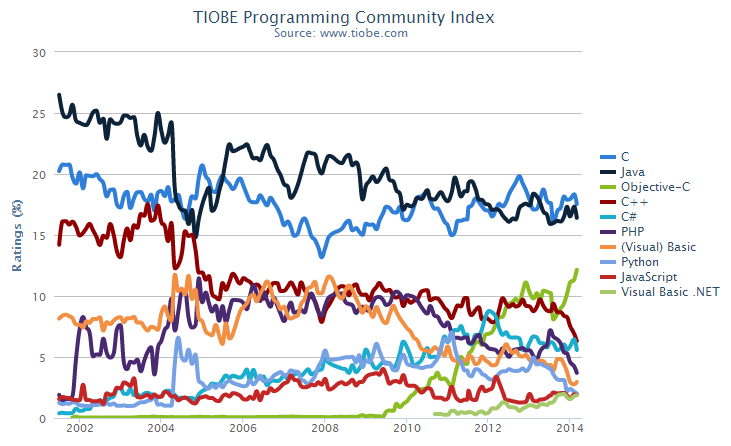 TIOBE Programming Community Index
Source: www.tiobe.com
Ratings (%)
30
25
20
15
10
5
0
2002 2004 2006 2008 2010 2012 2014
C
Java
Objective-C
C++
C#
PHP
(Visual) Basic
Python
JavaScript
Visual Basic .NET